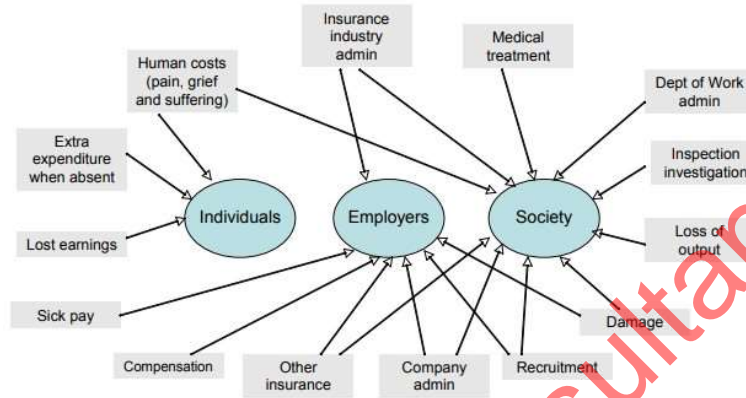 Insurance
industry
admin
Medical
treatment
Human costs
(pain, grief
and suffering)
Dept of Work
admin
Extra
expenditure
when absent
Inspection
investigation
Individuals
Employers
Society
Lost earnings
Loss of
output
Sick pay
Damage
Compensation
Other
insurance
Company
admin
Recruitment